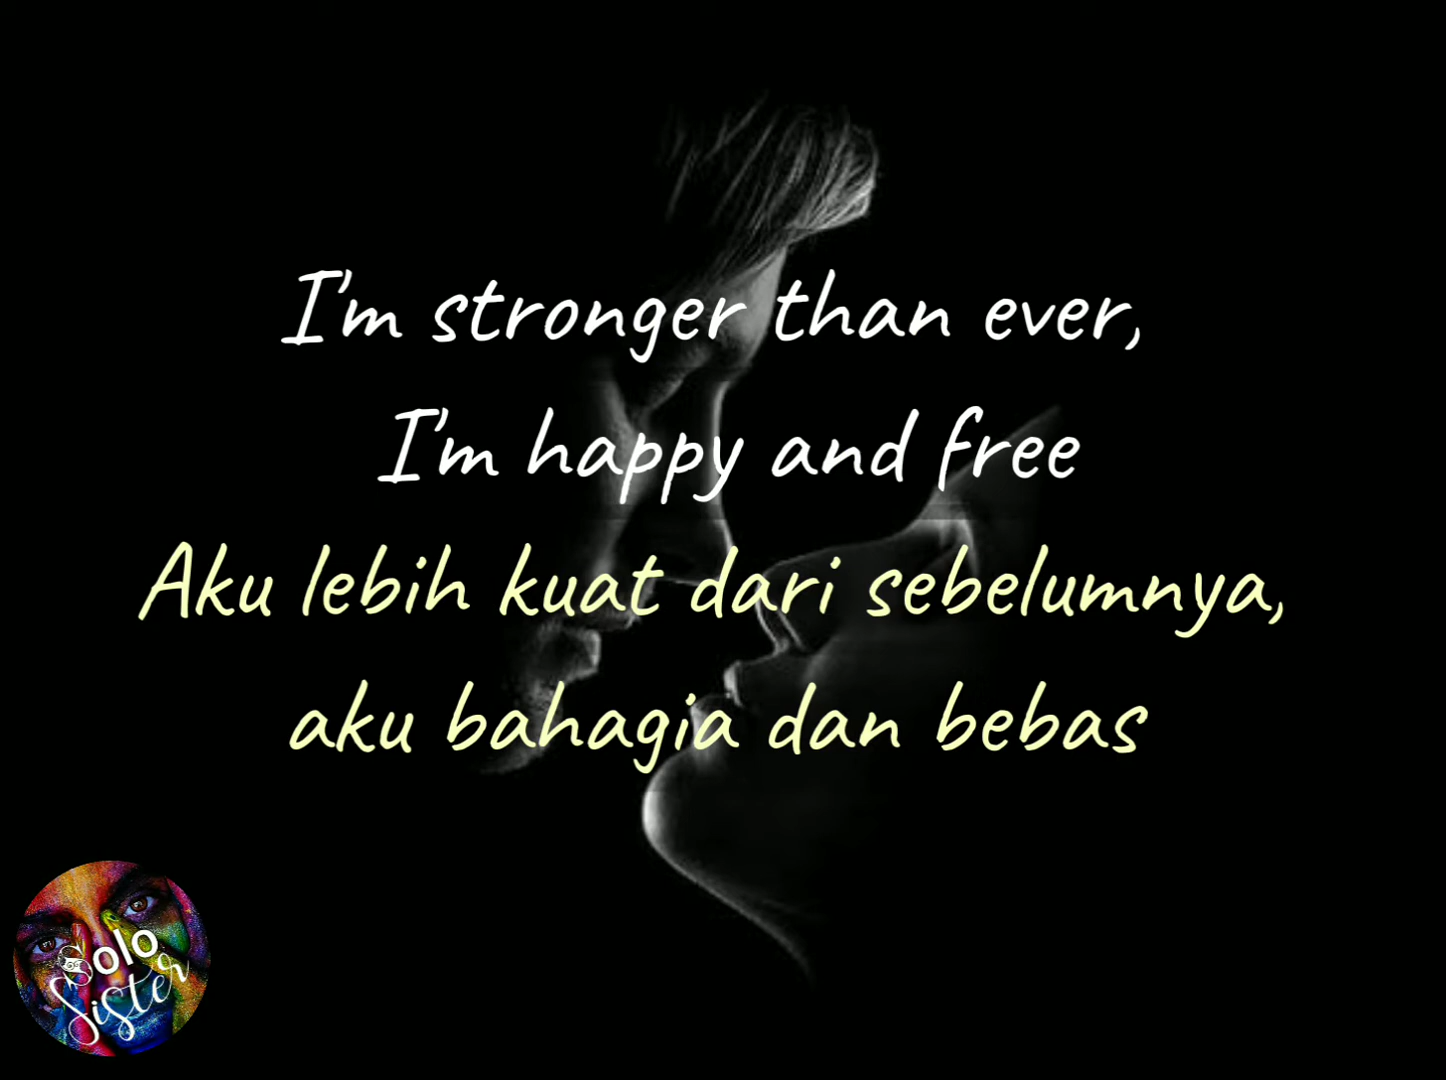 I'm stronger than ever,
I'm happy and free
Aku lebih kuat dari sebelumnya,
aku bahagia dan bebas
Solo
Sister